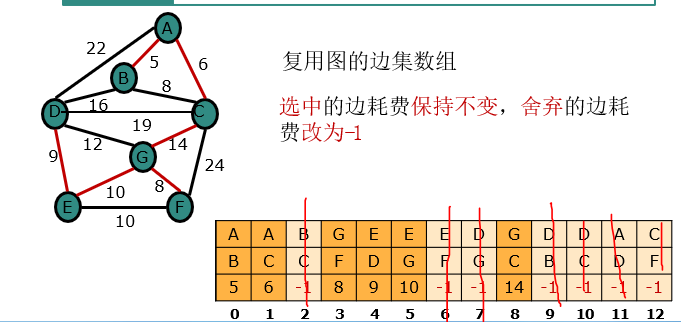 A
22
5
6
B
8
D
16
C
19
12
14
9
G
24
10
8
E
F
10
复用图的边集数组
选中的边耗费保持不变，舍弃的边耗
费改为-1
A A B G E E E D G D D A C
B C C F D G F G C B C D F
5 6 -1 8 9 10 -1 -1 14 -1 -1 -1 -1
0 1 2 3 4 5 6 7 8 9 10 11 12